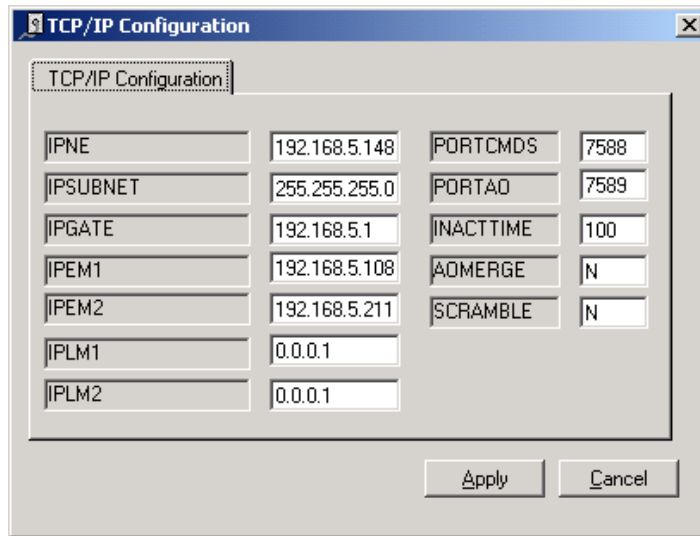 TCP/IP Configuration
TCP/IP Configuration
IPNE 192.168.5.148 PORTCMDS 7588
IPSUBNET 255.255.255.0 PORTAO 7589
IPGATE 192.168.5.1 INACTTIME 100
IPEM1 192.168.5.108 AOMERGE N
IPEM2 192.168.5.211 SCRAMBLE N
IPLM1 0.0.0.1
IPLM2 0.0.0.1
Apply Cancel